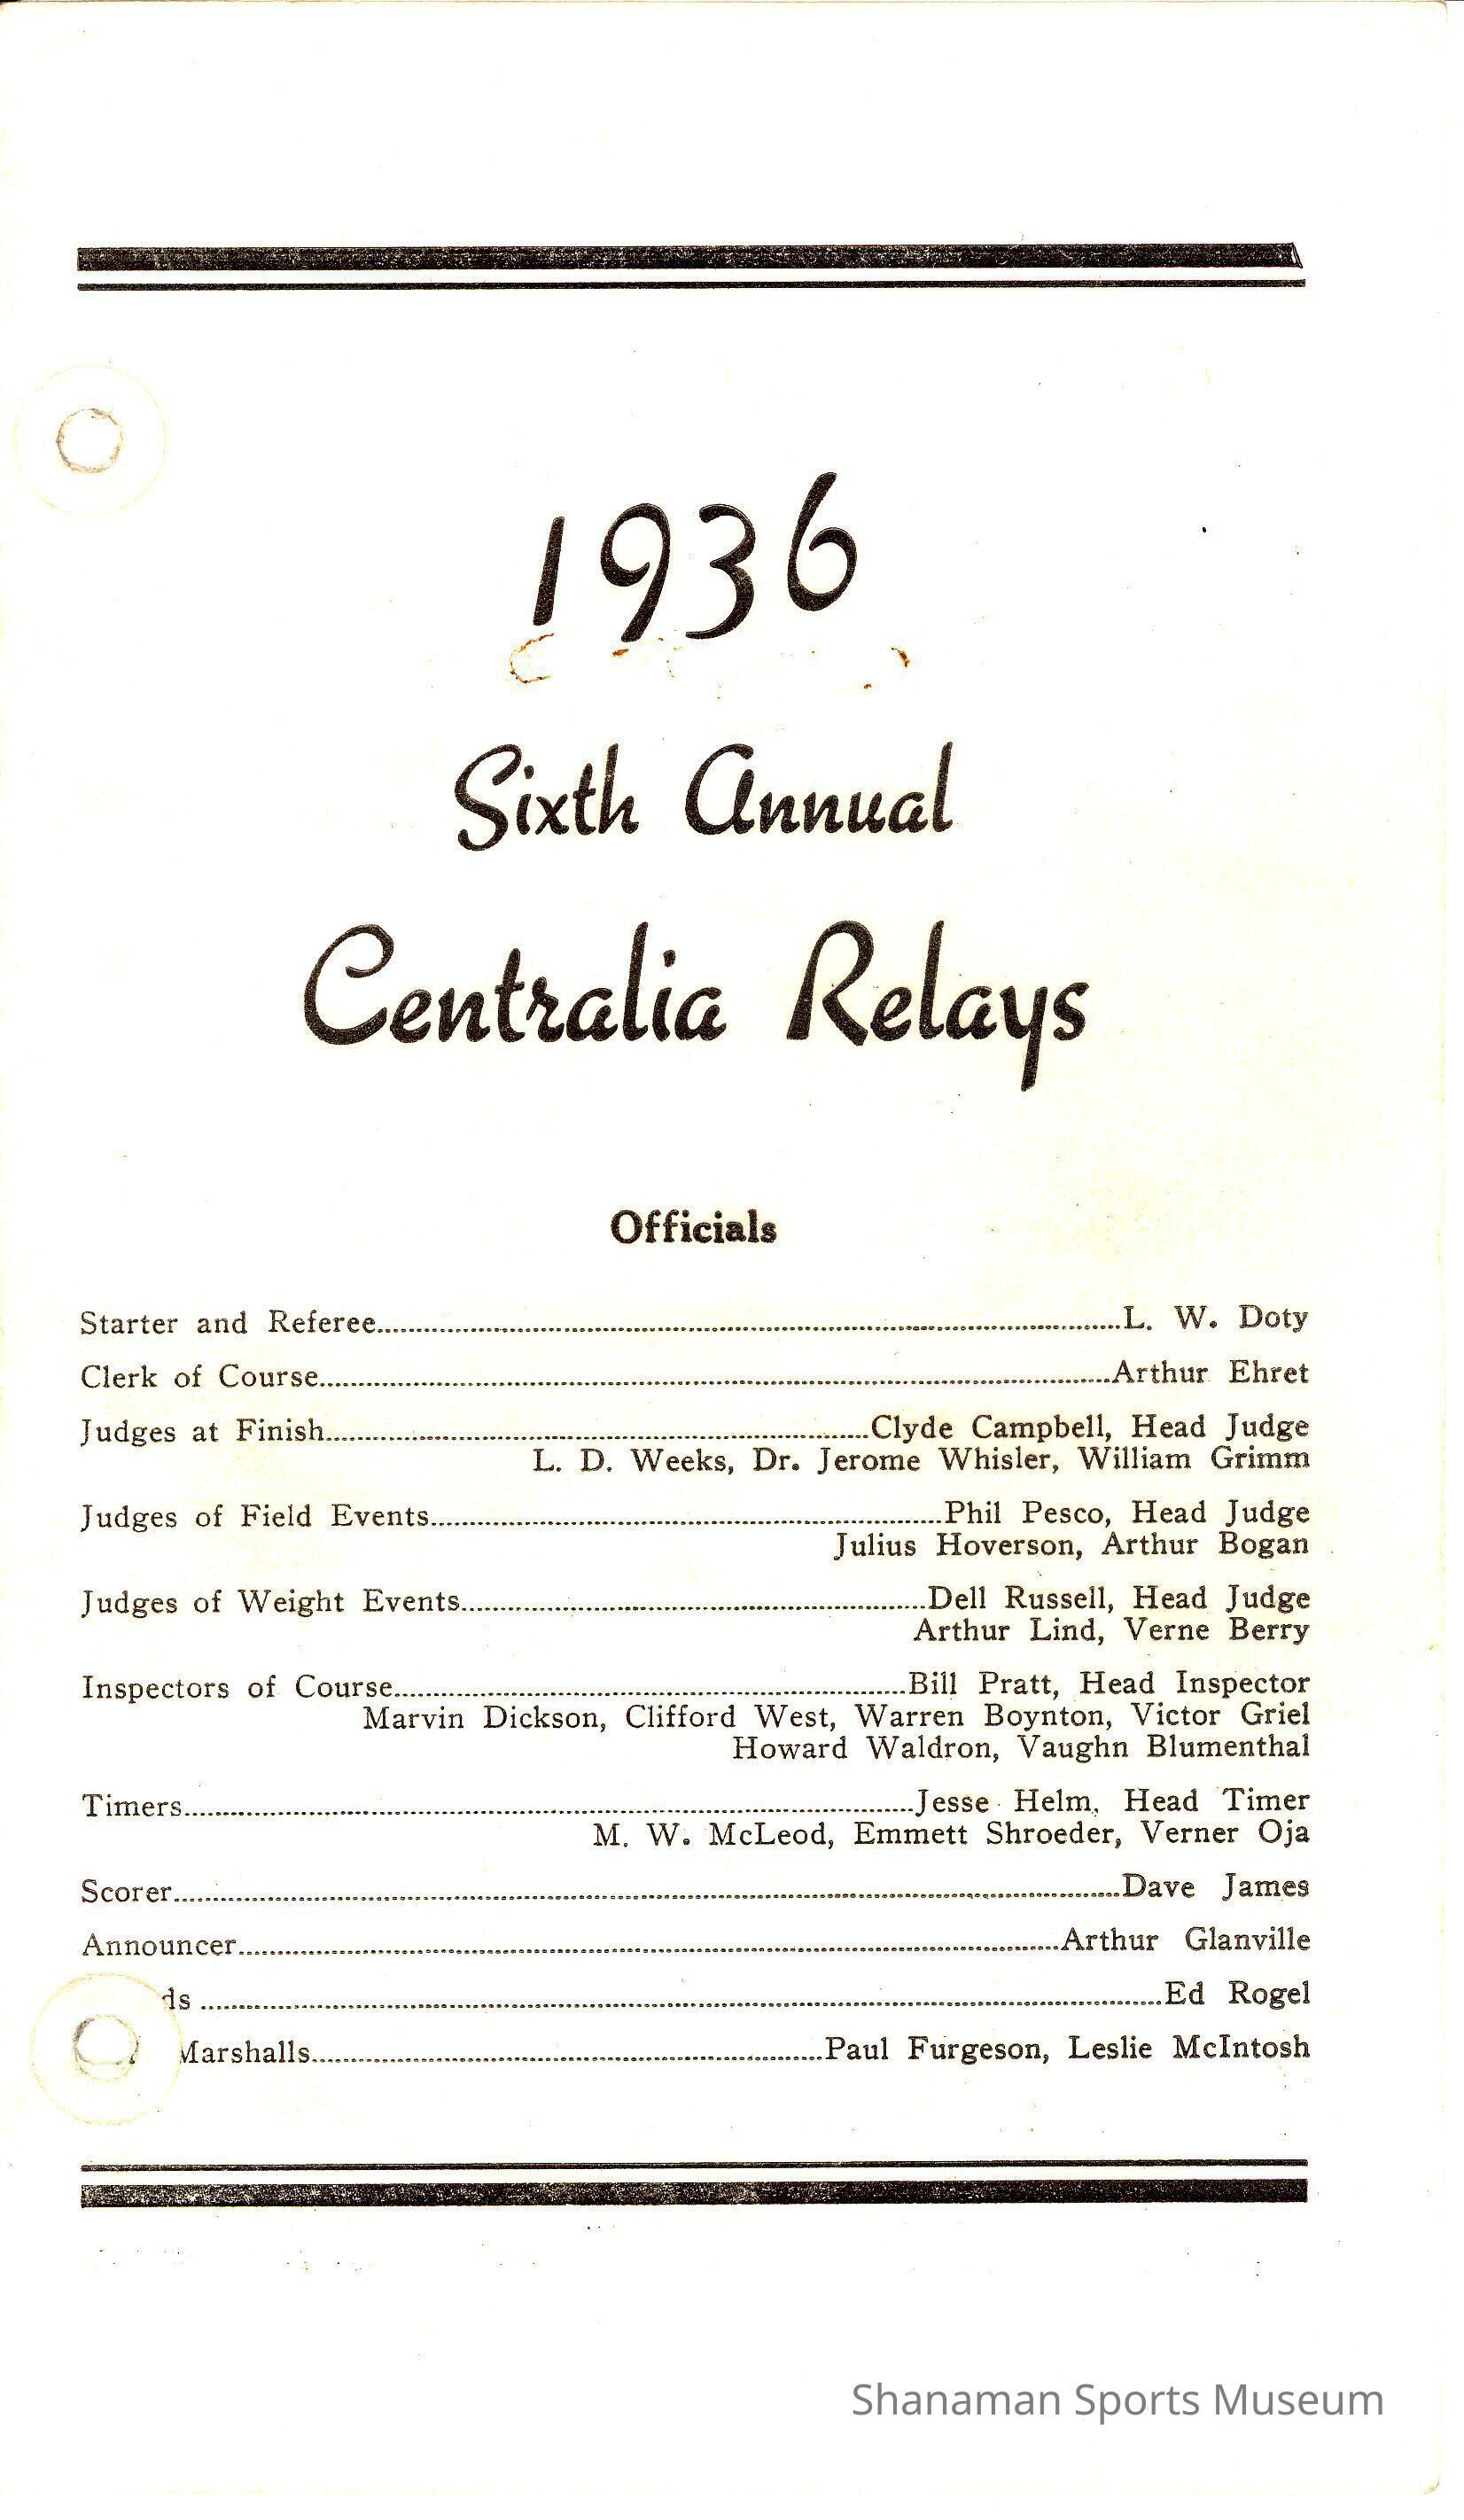 1936
Sixth Annual
Centralia Relays
Officials
Starter and Referee........L. W. Doty
Clerk of Course........Arthur Ehret
Judges at Finish........Clyde Campbell, Head Judge
L. D. Weeks, Dr. Jerome Whisler, William Grimm
Judges of Field Events........Phil Pesco, Head Judge
Julius Hoverson, Arthur Bogan
Judges of Weight Events........Dell Russell, Head Judge
Arthur Lind, Verne Berry
Inspectors of Course........Bill Pratt, Head Inspector
Marvin Dickson, Clifford West, Warren Boynton, Victor Griel
Howard Waldron, Vaughn Blumenthal
Timers........Jesse Helm, Head Timer
M. W. McLeod, Emmett Shroeder, Verner Oja
Scorer........Dave James
Announcer........Arthur Glanville
........Ed Rogel
Marshalls........Paul Furgeson, Leslie McIntosh
Shanaman Sports Museum